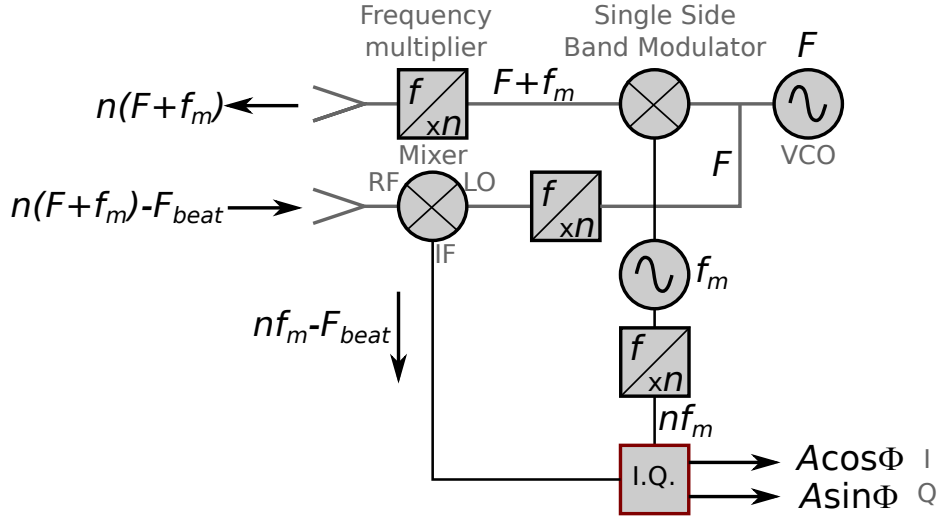 Frequency multiplier
Single Side Band Modulator
F
n(F+fm)
f
xn
F+fm
VCO
Mixer
RF
LO
F
n(F+fm)-Fbeat
f
xn
IF
fm
nfm-Fbeat
f
xn
nfm
I.Q.
AcosΦ I
AsinΦ Q